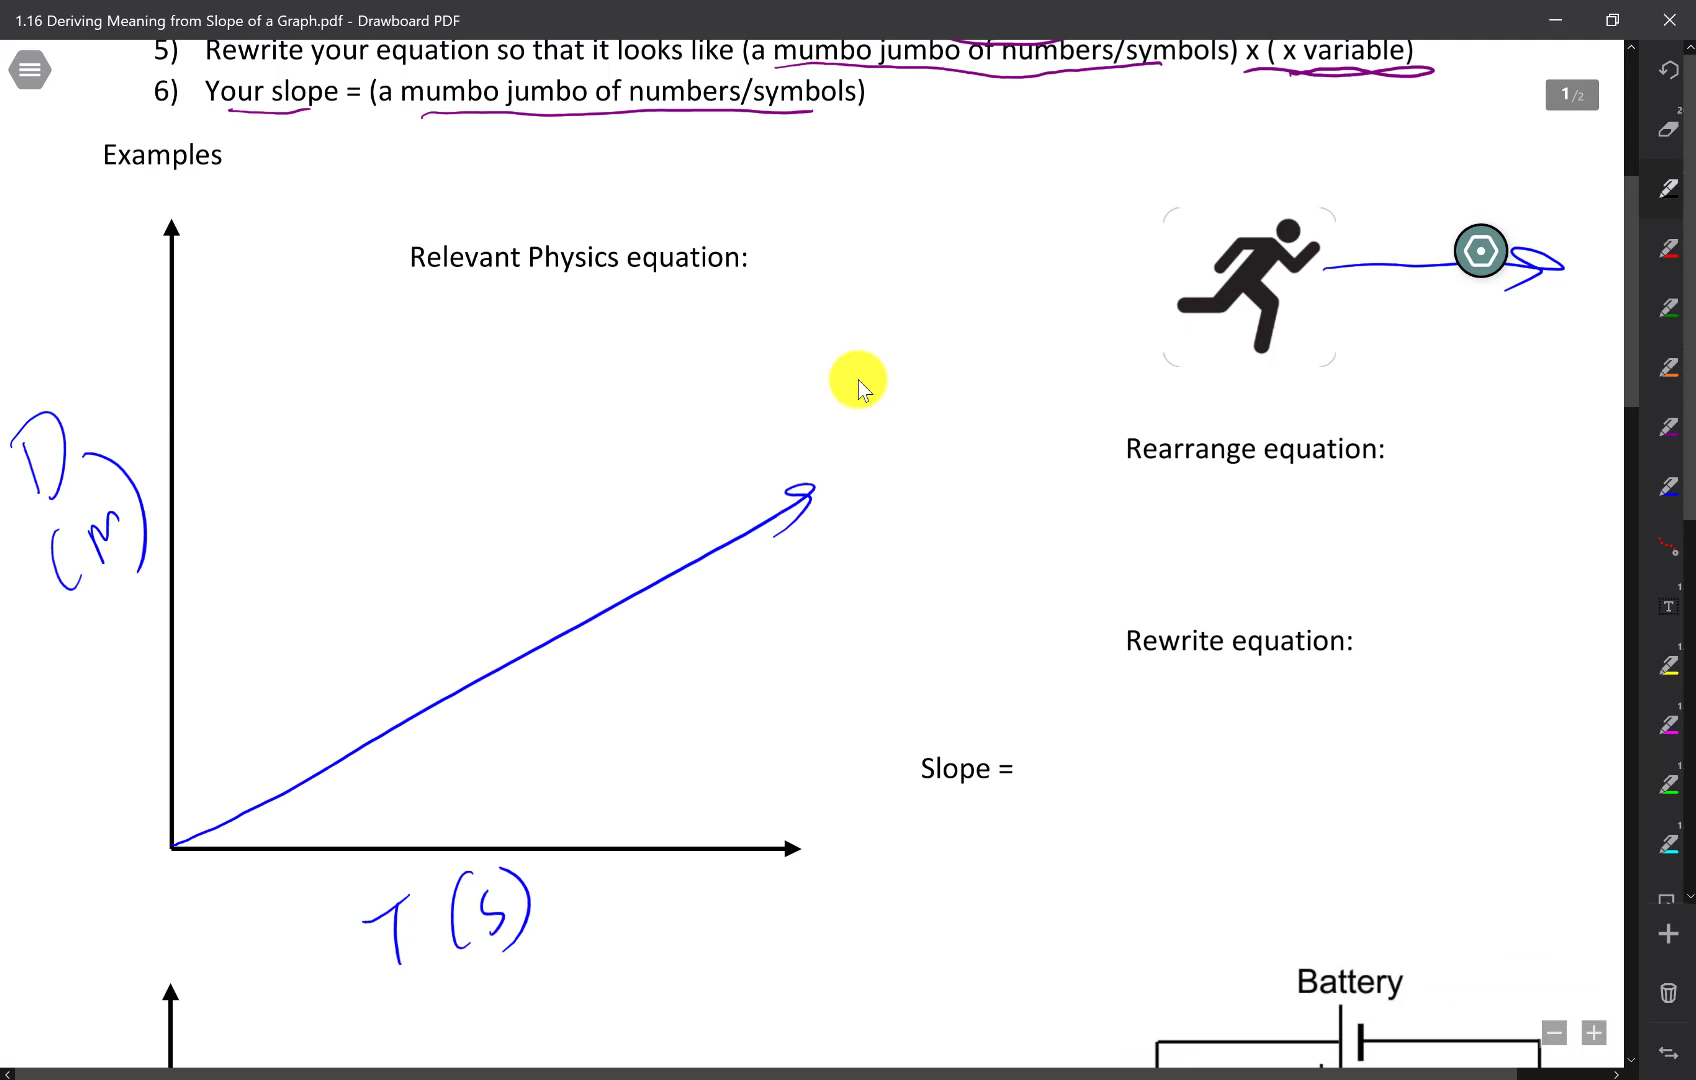 1.16 Deriving Meaning from Slope of a Graph.pdf - Drawboard PDF
5) Rewrite your equation so that it looks like (a mumbo jumbo of numbers/symbols) x ( x variable)
6) Your slope = (a mumbo jumbo of numbers/symbols)
1/2
Examples
Relevant Physics equation:
D
(m)
Rearrange equation:
Rewrite equation:
Slope =
T (s)
Battery